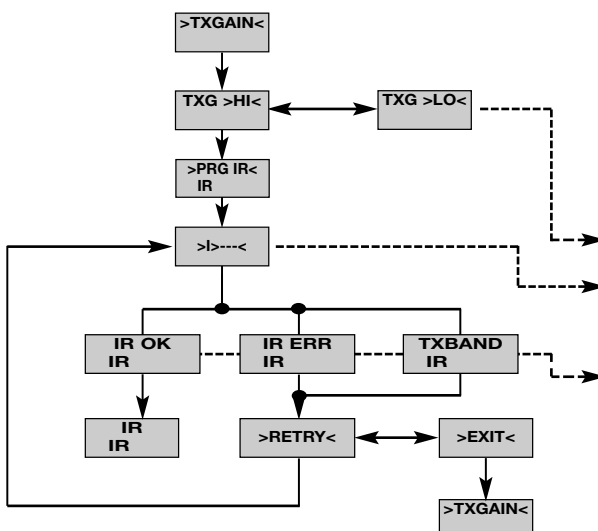 >TXGAIN<
TXG >HI<
TXG >LO<
>PRG IR<
IR
>I>---<
IR OK
IR
IR ERR
IR
TXBAND
IR
IR
IR
>RETRY<
>EXIT<
>TXGAIN<